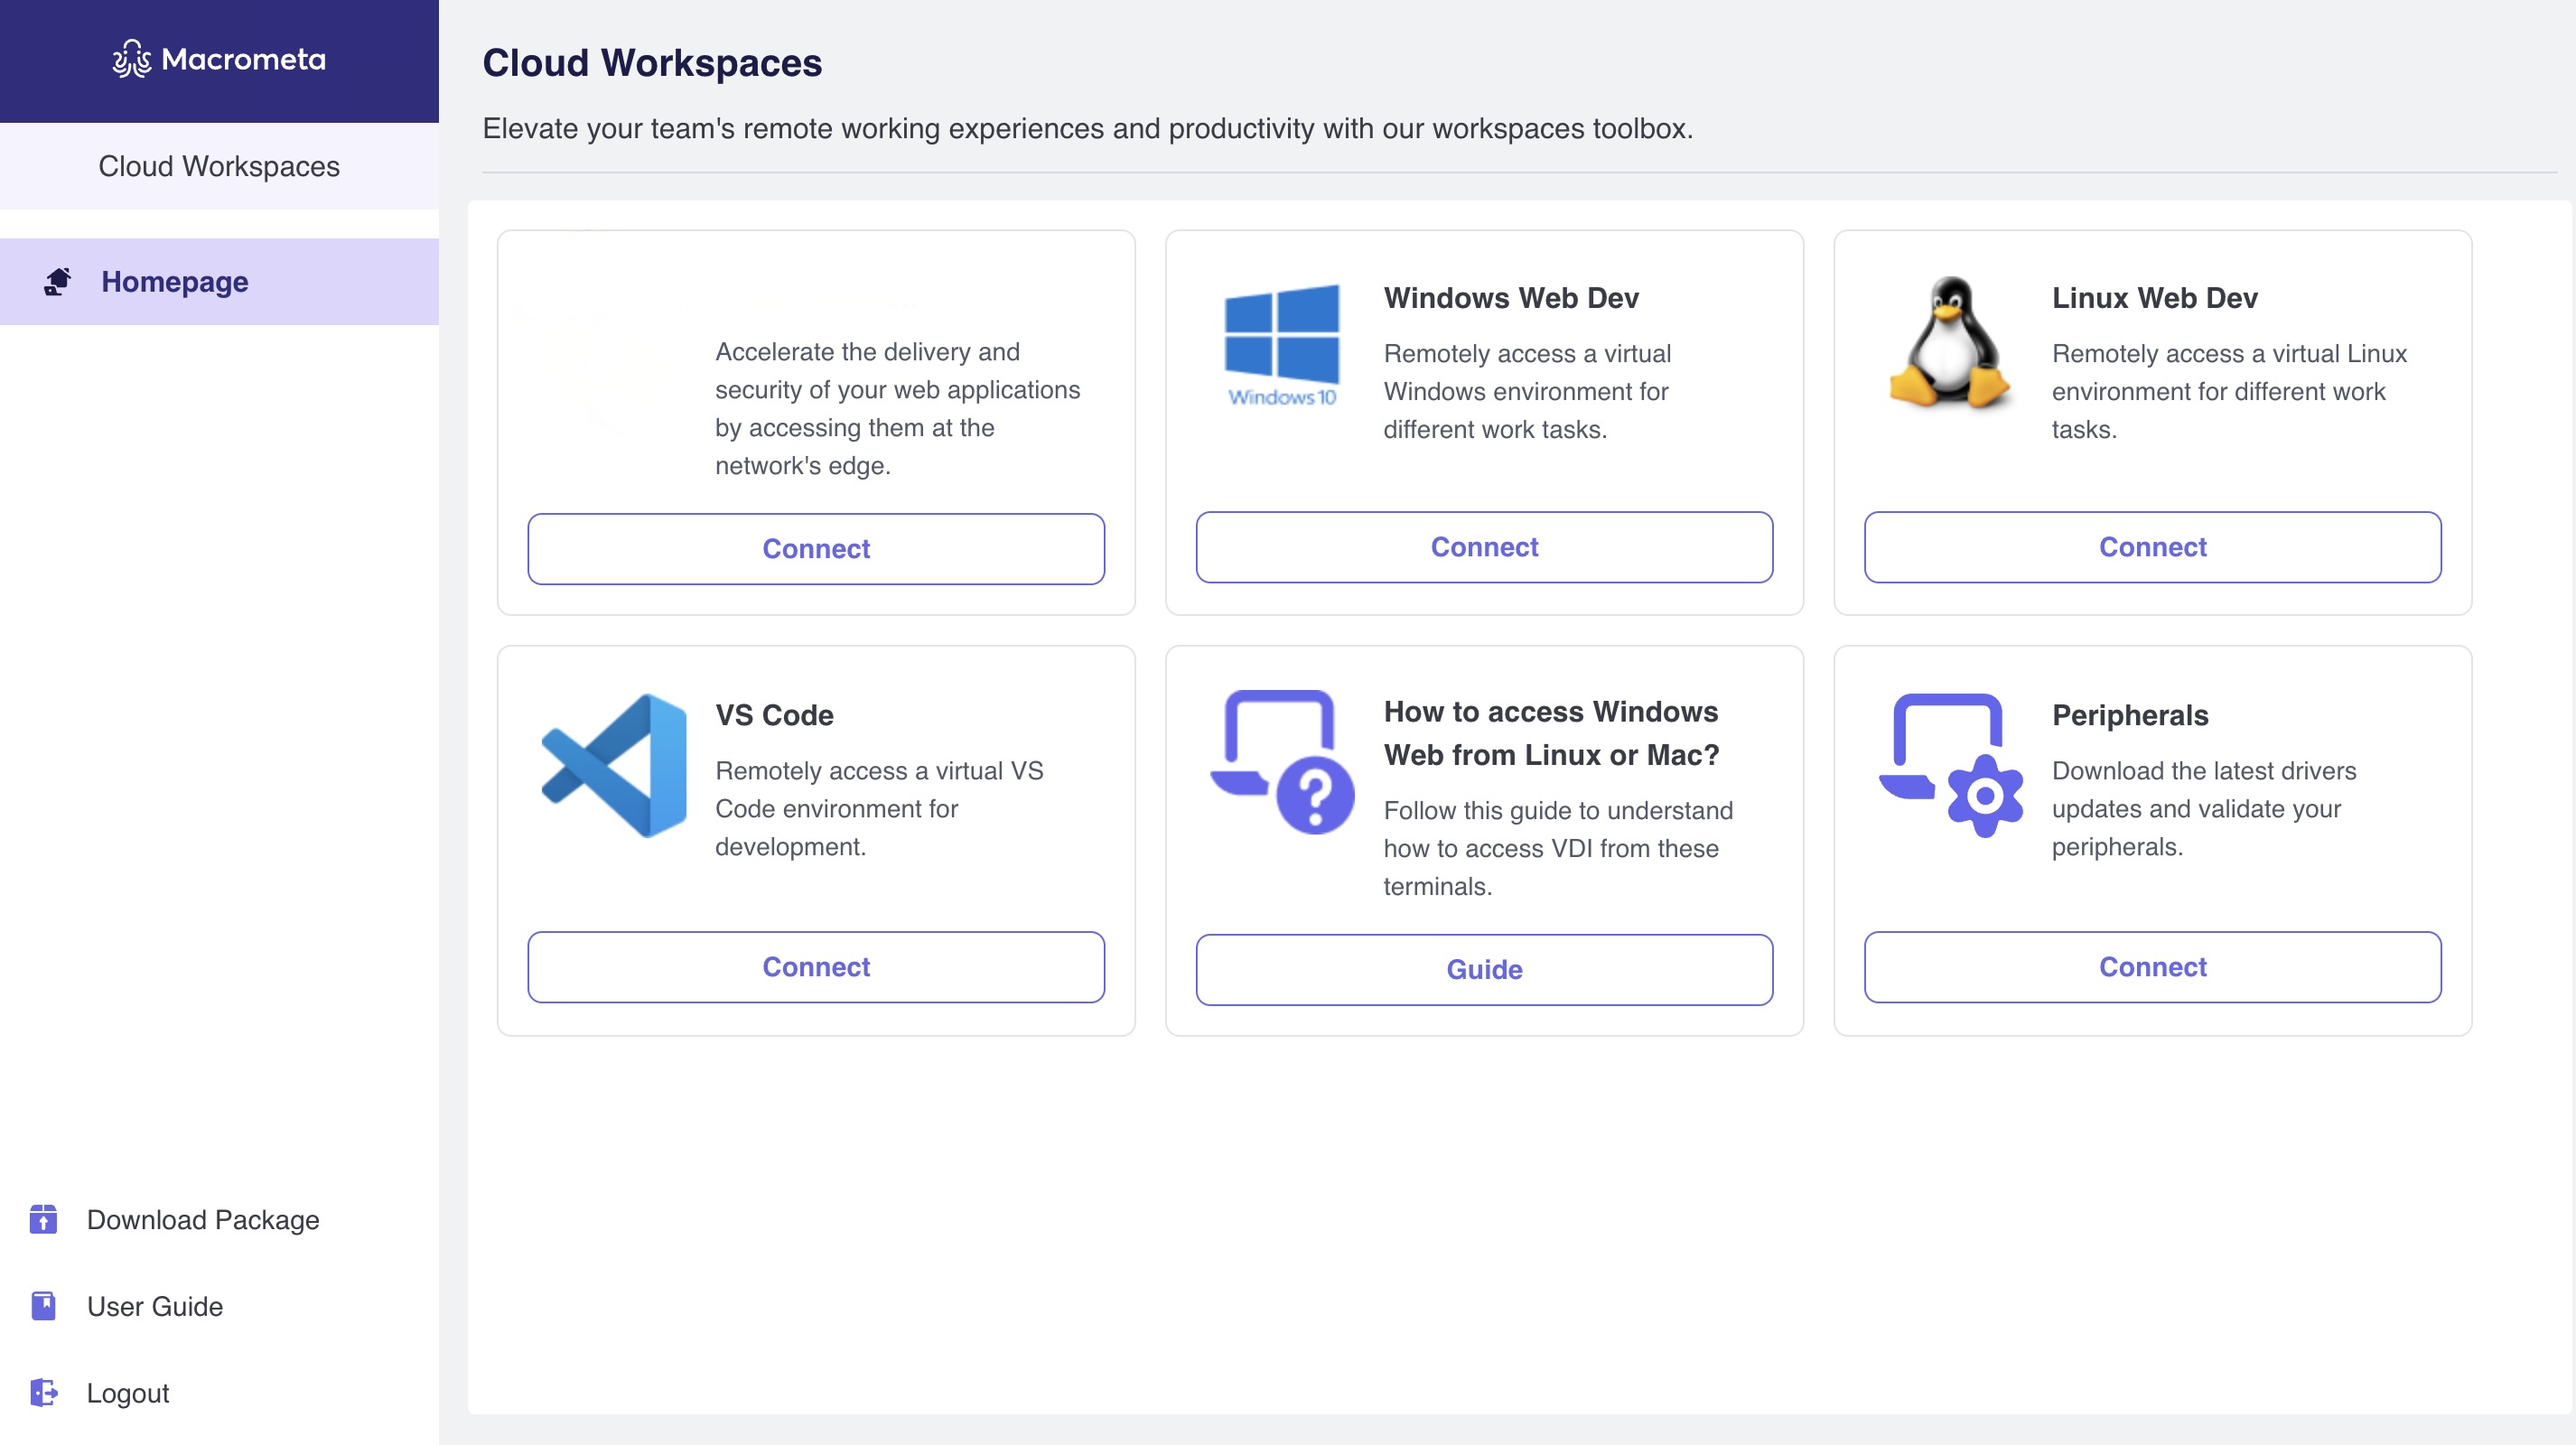 Macrometa
Cloud Workspaces
Homepage
Download Package
User Guide
Logout
Cloud Workspaces
Elevate your team's remote working experiences and productivity with our workspaces toolbox.
Accelerate the delivery and
security of your web applications
by accessing them at the
network's edge.
Connect
Windows 10
Windows Web Dev
Remotely access a virtual
Windows environment for
different work tasks.
Connect
Linux Web Dev
Remotely access a virtual Linux
environment for different work
tasks.
Connect
VS Code
Remotely access a virtual VS
Code environment for
development.
Connect
How to access Windows
Web from Linux or Mac?
Follow this guide to understand
how to access VDI from these
terminals.
Guide
Peripherals
Download the latest drivers
updates and validate your
peripherals.
Connect